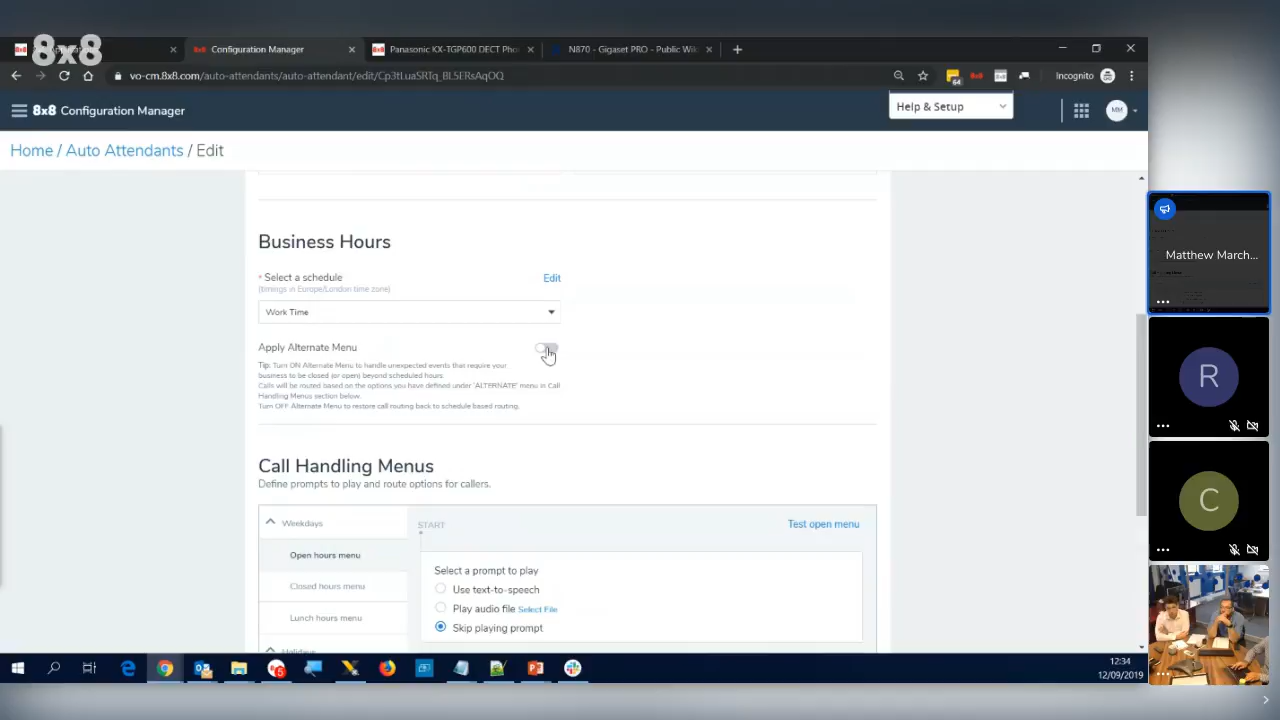 8x8
Configuration Manager
Panasonic KX-TGP600 DECT Pho
N870 - Gigaset PRO - Public Wik
vo-cm.8x8.com/auto-attendants/auto-attendant/edit/Cp3tLuaSRTq_BL5ERsAqOQ
64
Incognito
8x8 Configuration Manager
Help & Setup
MM
Home / Auto Attendants / Edit
Business Hours
* Select a schedule
Edit
(timings in Europe/London time zone)
Work Time
Apply Alternate Menu
Tip: Turn ON Alternate Menu to handle unexpected events that require your
business to be closed (or open) beyond scheduled hours.
Calls will be routed based on the options you have defined under 'ALTERNATE' menu in Call
Handling Menus section below.
Turn OFF Alternate Menu to restore call routing back to schedule based routing.
Call Handling Menus
Define prompts to play and route options for callers.
Weekdays
START
Test open menu
Open hours menu
Select a prompt to play
Closed hours menu
Use text-to-speech
Play audio file Select File
Lunch hours menu
Skip playing prompt
Holidays
Matthew March...
R
C
12:34
12/09/2019